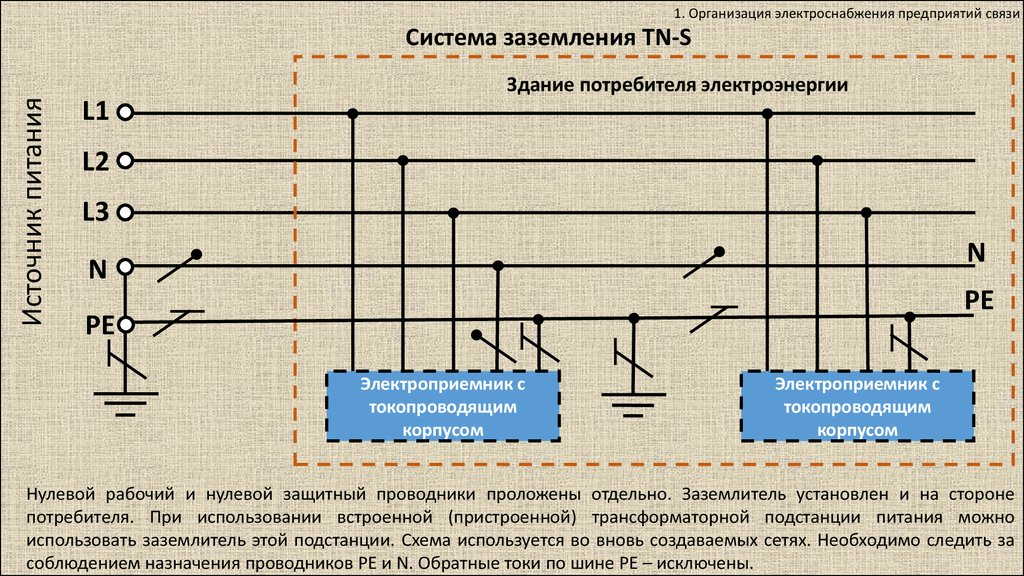 1. Организация электроснабжения предприятий связи
Система заземления TN-S
Здание потребителя электроэнергии
Источник питания
L1
L2
L3
N
N
PE
PE
Электроприемник с
токопроводящим
корпусом
Электроприемник с
токопроводящим
корпусом
Нулевой рабочий и нулевой защитный проводники проложены отдельно. Заземлитель установлен и на стороне
потребителя. При использовании встроенной (пристроенной) трансформаторной подстанции питания можно
использовать заземлитель этой подстанции. Схема используется во вновь создаваемых сетях. Необходимо следить за
соблюдением назначения проводников PE и N. Обратные токи по шине PE – исключены.